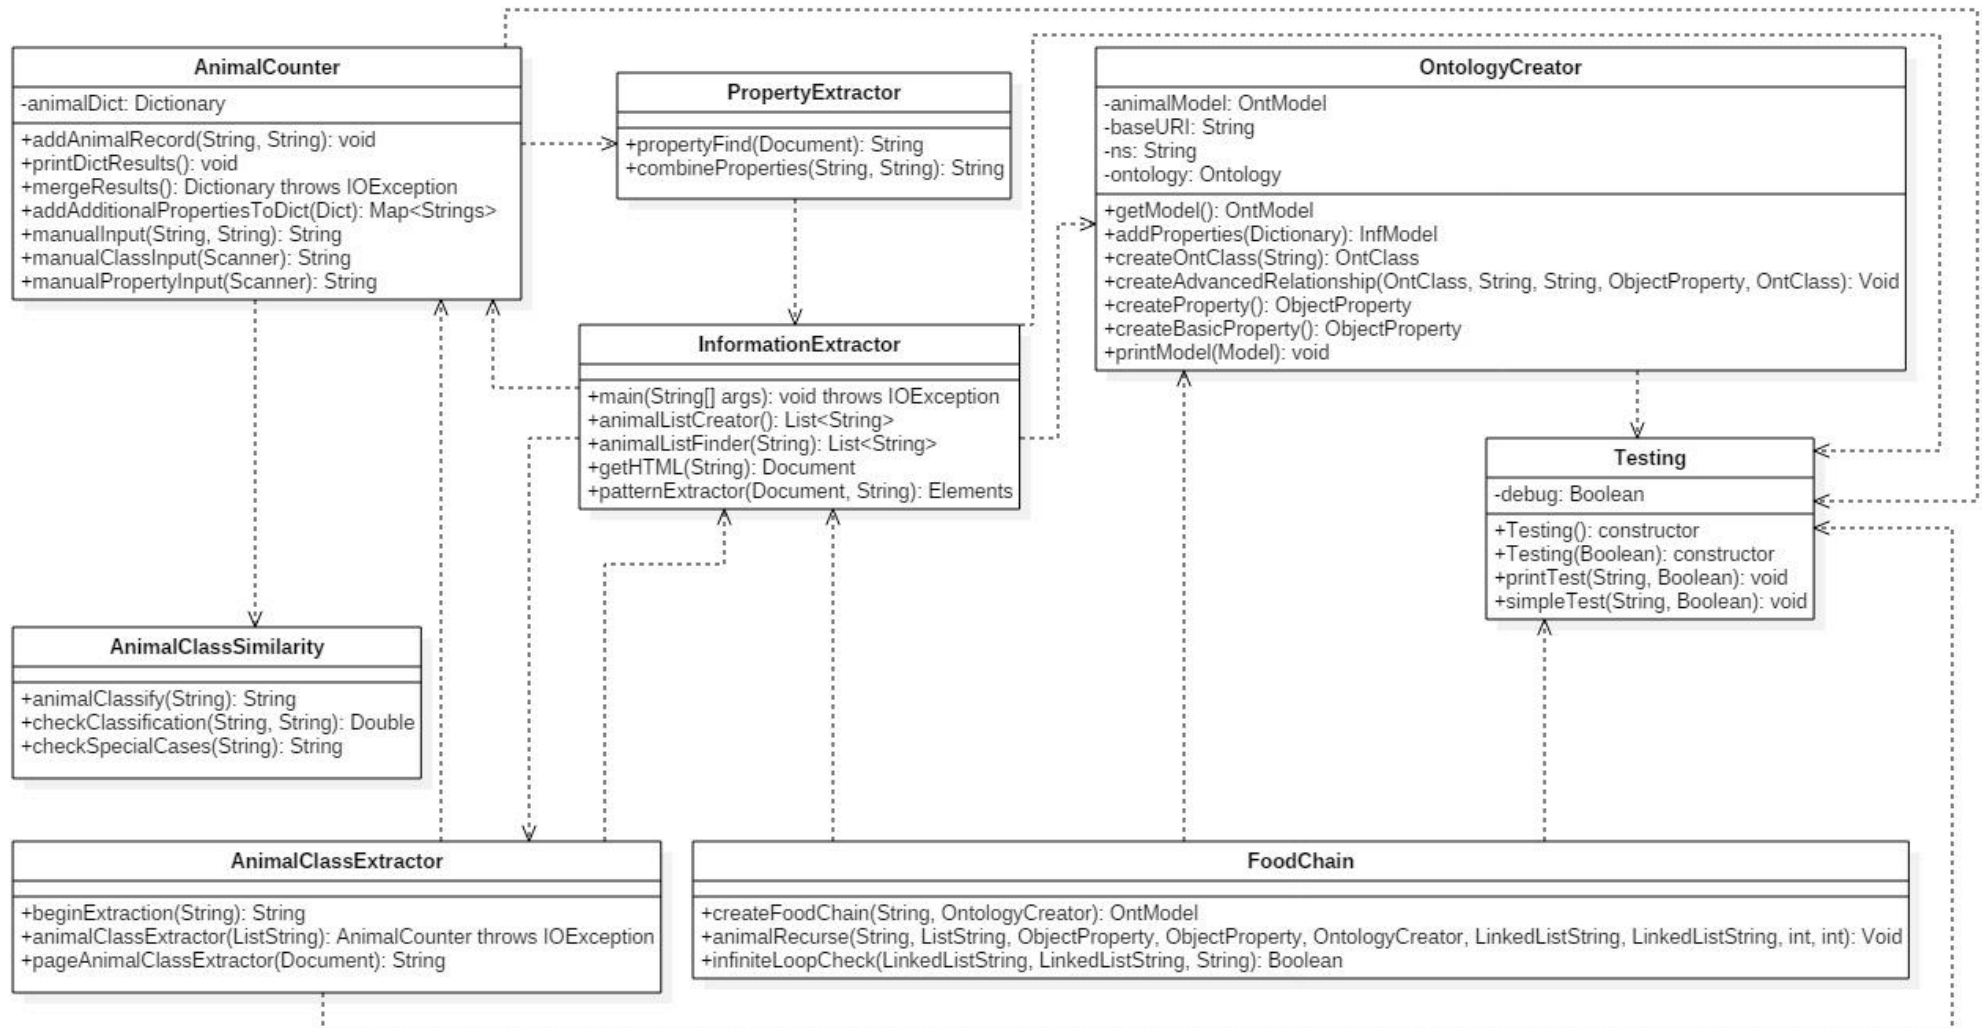 AnimalCounter
-animalDict: Dictionary
+addAnimalRecord(String, String): void
+printDictResults(): void
+mergeResults(): Dictionary throws IOException
+addAdditionalPropertiesToDict(Dict): Map<Strings>
+manualInput(String, String): String
+manualClassInput(Scanner): String
+manualPropertyInput(Scanner): String
PropertyExtractor
+propertyFind(Document): String
+combineProperties(String, String): String
OntologyCreator
-animalModel: OntModel
-baseURI: String
-ns: String
-ontology: Ontology
+getModel(): OntModel
+addProperties(Dictionary): InfModel
+createOntClass(String): OntClass
+createAdvancedRelationship(OntClass, String, String, ObjectProperty, OntClass): Void
+createProperty(): ObjectProperty
+createBasicProperty(): ObjectProperty
+printModel(Model): void
InformationExtractor
+main(String[] args): void throws IOException
+animalListCreator(): List<String>
+animalListFinder(String): List<String>
+getHTML(String): Document
+patternExtractor(Document, String): Elements
Testing
-debug: Boolean
+Testing(): constructor
+Testing(Boolean): constructor
+printTest(String, Boolean): void
+simpleTest(String, Boolean): void
AnimalClassSimilarity
+animalClassify(String): String
+checkClassification(String, String): Double
+checkSpecialCases(String): String
AnimalClassExtractor
+beginExtraction(String): String
+animalClassExtractor(ListString): AnimalCounter throws IOException
+pageAnimalClassExtractor(Document): String
FoodChain
+createFoodChain(String, OntologyCreator): OntModel
+animalRecurse(String, ListString, ObjectProperty, ObjectProperty, OntologyCreator, LinkedListString, LinkedListString, int, int): Void
+infiniteLoopCheck(LinkedListString, LinkedListString, String): Boolean